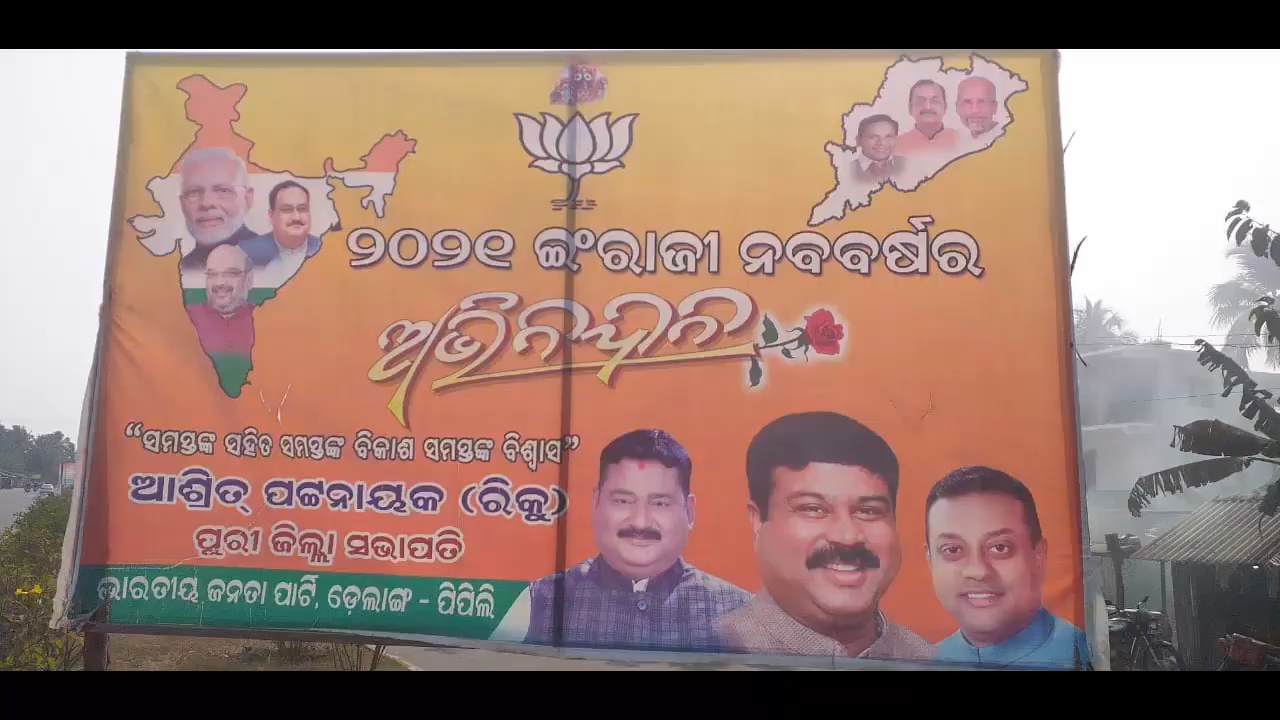 ୨୦୨୧ ଇଂରାଜୀ ନବବର୍ଷର
ଅଭିନନ୍ଦନ
“ସମସ୍ତଙ୍କ ସହିତ ସମସ୍ତଙ୍କ ବିକାଶ ସମସ୍ତଙ୍କ ବିଶ୍ୱାସ”
ଆଶ୍ରିତ୍ ପଟ୍ଟନାୟକ (ରିକୁ)
ପୁରୀ ଜିଲ୍ଲା ସଭାପତି
ଭାରତୀୟ ଜନତା ପାର୍ଟି, ଡ଼େଲାଙ୍ଗ - ପିପିଲି